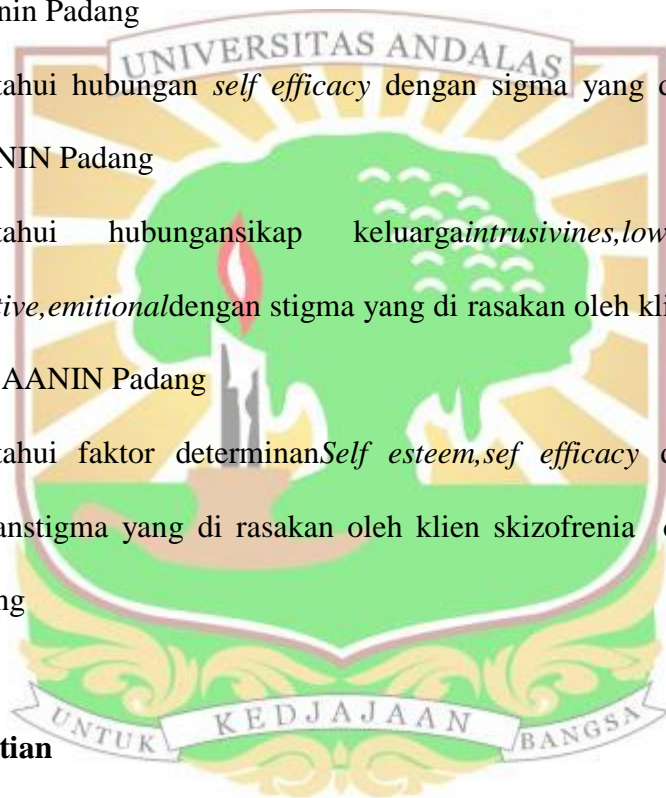 nin Padang
UNIVERSITAS ANDALAS
tahui hubungan self efficacy dengan sigma yang d
NIN Padang
tahui hubungansikap keluargaintrusivines,low
tive,emitionaldengan stigma yang di rasakan oleh kli
AANIN Padang
tahui faktor determinanSelf esteem,sef efficacy d
anstigma yang di rasakan oleh klien skizofrenia
ng
UNTUK KEDJAJAAN BANGSA
tian